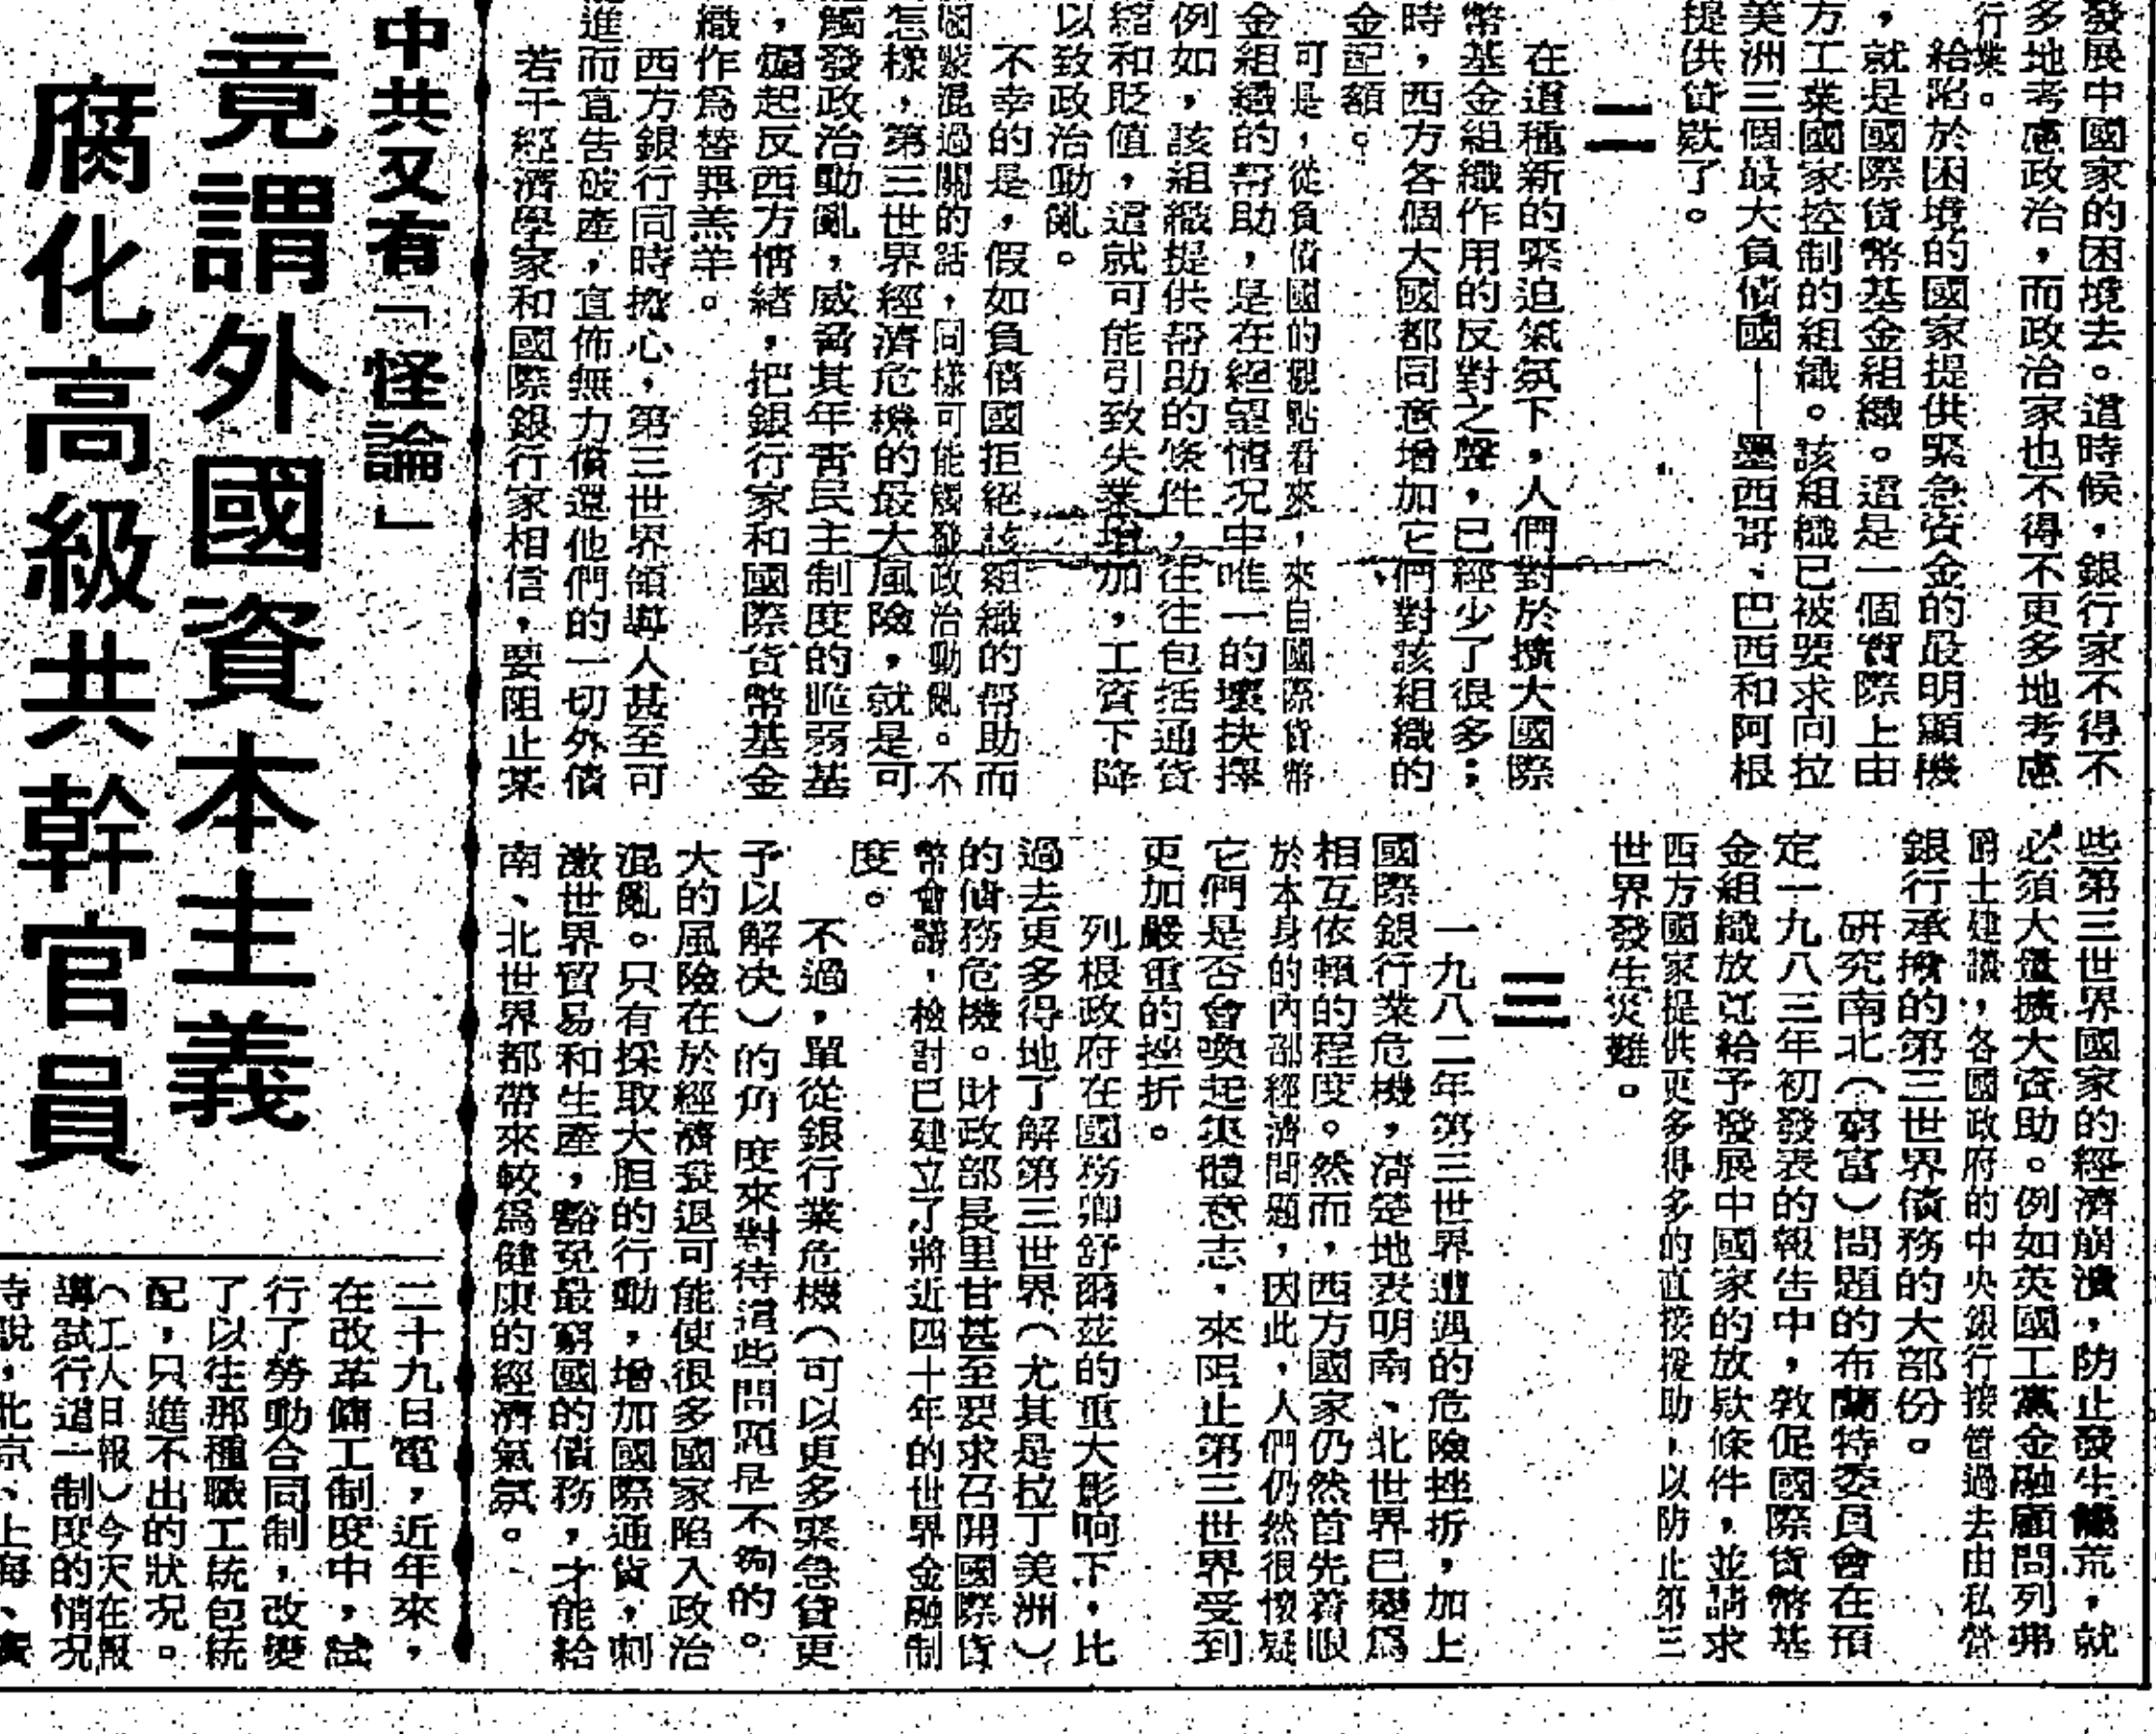 發展中國家的困境去。這時候，銀行家不得不
多地考慮政治，而政治家也不得不更多地考慮
行業。
給陷於困境的國家提供緊急資金的最明顯機
，就是國際貨幣基金組織。這是一個實際上由
方工業國家控制的組織。該組織已被要求向拉
美洲三個最大負債國——墨西哥、巴西和阿根
提供貸款了。
二
在這種新的緊迫氣氛下，人們對於擴大國際
幣基金組織作用的反對之聲，已經少了很多；
時，西方各個大國都同意增加它們對該組織的
金配額。
可是，從負債國的觀點看來，來自國際貨幣
金組織的幫助，是在絕望情况中唯一的壞抉擇
例如，該組織提供幫助的條件，往往包括通貨
縮和貶值，這就可能引致失業增加，工資下降
以致政治動亂。
不幸的是，假如負債國拒絕該組織的幫助而
混過關的話，同樣可能觸發政治動亂。不
怎樣，第三世界經濟危機的最大風險，就是可
觸發政治動亂，威脅其年靑民主制度的脆弱基
，煽起反西方情緒，把銀行家和國際貨幣基金
織作爲替罪羔羊。
西方銀行同時擔心，第三世界領導人甚至可
能進而宣吿破產，宣佈無力償還他們的一切外債
若干經濟學家和國際銀行家相信，要阻止某
些第三世界國家的經濟崩潰，防止發生饑荒，就
必須大量擴大資助。例如英國工黨金融顧問列弗
爵士建議，各國政府的中央銀行接管過去由私營
銀行承擔的第三世界債務的大部份。
研究南北（窮富）問題的布蘭特委員會在預
定一九八三年初發表的報告中，敦促國際貨幣基
金組織放寬給予發展中國家的放款條件，並請求
西方國家提供更多得多的直接援助，以防止第三
世界發生災難。
三
一九八二年第三世界遭遇的危險挫折，加上
國際銀行業危機，清楚地表明南、北世界已變爲
相互依賴的程度。然而，西方國家仍然首先着眼
於本身的內部經濟問題，因此，人們仍然很懷疑
它們是否會喚起集體意志，來阻止第三世界受到
更加嚴重的挫折。
列根政府在國務卿舒爾茲的重大影响下，比
過去更多得地了解第三世界（尤其是拉丁美洲）
的債務危機。財政部長里甘甚至要求召開國際貨
幣會議，檢討已建立了將近四十年的世界金融制
度。
不過，單從銀行業危機（可以更多緊急貸更
予以解决）的角度來對待這些問題是不夠的。
大的風險在於經濟衰退可能使很多國家陷入政治
混亂。只有採取大胆的行動，增加國際通貨，刺
激世界貿易和生產，豁免最窮國的債務，才能給
南、北世界都帶來較爲健康的經濟氣氛。
中共又有「怪論」
竟謂外國資本主義
腐化高級共幹官員
二十九日電，近年來，
在改革傭工制度中，試
行了勞動合同制，改變
了以往那種職工統包統
配，只進不出的狀况。
（工人日報）今天在報
導試行這一制度的情况
時說，北京、上海、